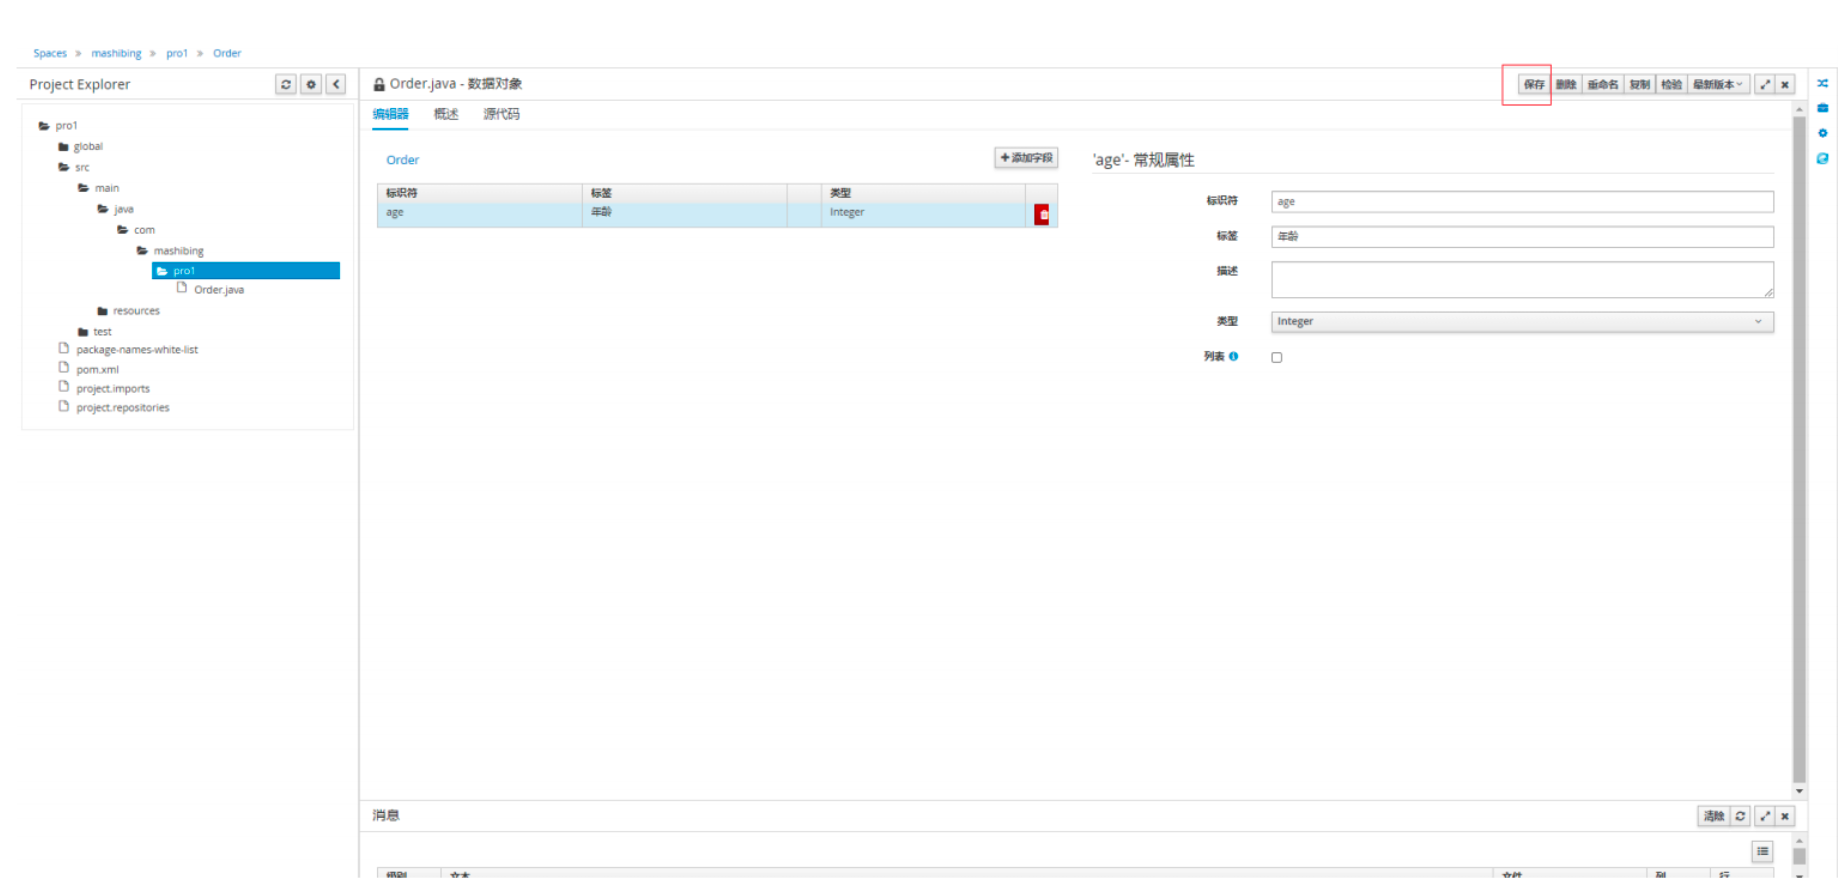 Spaces » mashibing » pro1 » Order
Project Explorer
pro1
global
src
main
java
com
mashibing
pro1
Order.java
resources
test
package-names-white-list
pom.xml
project.imports
project.repositories
Order.java - 数据对象
保存 删除 重命名 复制 检验 最新版本
编辑器 概述 源代码
Order
+添加字段
标识符 标签 类型
age 年龄 Integer
'age'- 常规属性
标识符 age
标签 年龄
描述
类型 Integer
列表
消息
清除
级别 文本 文件 列 行